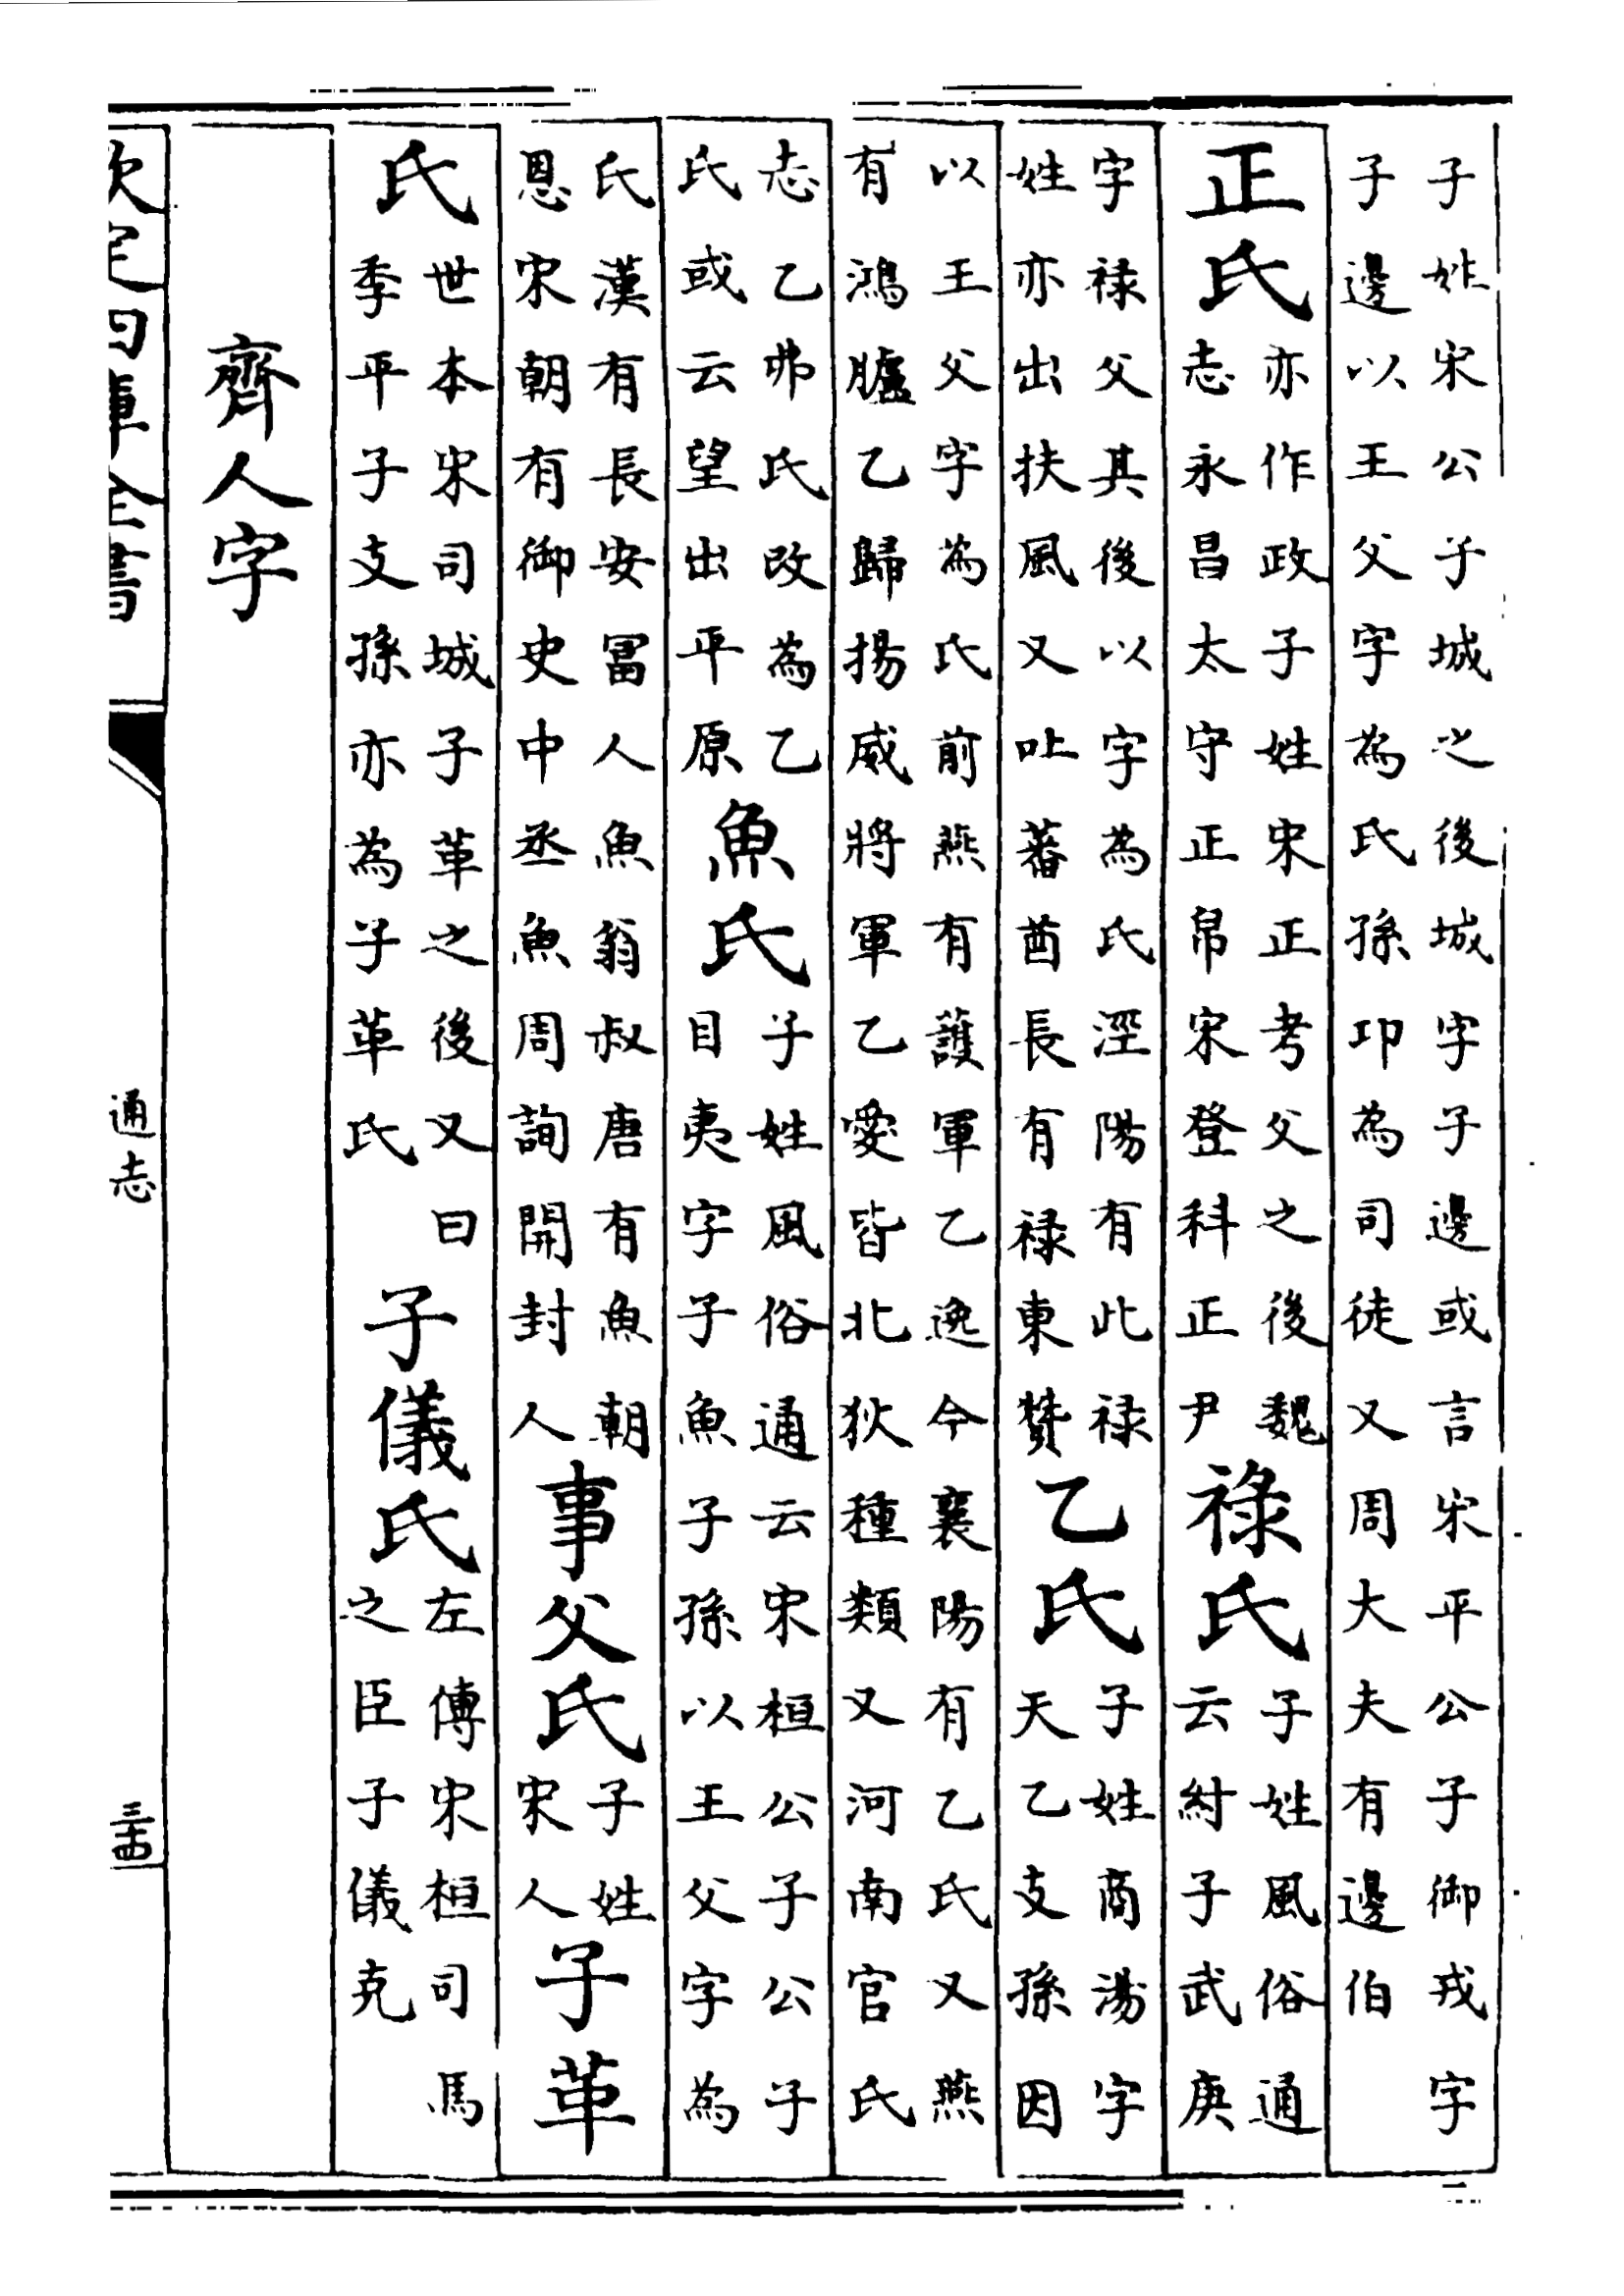 子姓宋公子城之後城字子邊或言宋平公子御戎字
子邊以王父字為氏孫卭為司徒又周大夫有邊伯
正氏
亦作政子姓宋正考父之後魏
志永昌太守正帛宋登科正尹
祿氏
子姓風俗通
云紂子武庚
字禄父其後以字為氏涇陽有此禄
姓亦出扶風又吐蕃酋長有禄東贊
乙氏
子姓商湯字
天乙支孫因
以王父字為氏前燕有護軍乙逸今襄陽有乙氏又燕
有鴻臚乙歸揚威將軍乙愛皆北狄種類又河南官氏
志乙弗氏改為乙
氏或云望出平原
魚氏
子姓風俗通云宋桓公子公子
目夷字子魚子孫以王父字為
氏漢有長安冨人魚翁叔唐有魚朝
恩宋朝有御史中丞魚周詢開封人
事父氏
子姓
宋人
子革
氏
世本宋司城子革之後又曰
季平子支孫亦為子革氏
子儀氏
左傳宋桓司馬
之臣子儀克
齊人字
欽定四庫全書
通志
三十四